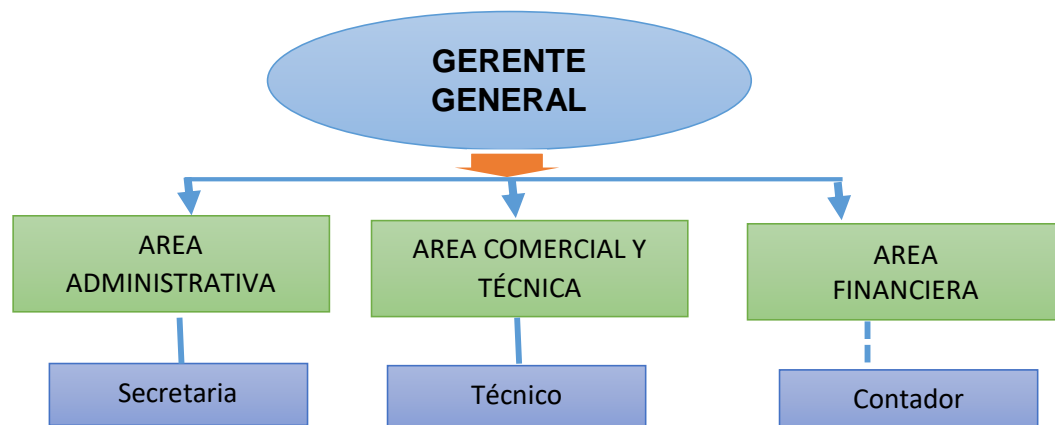 GERENTE
GENERAL
AREA
ADMINISTRATIVA
AREA COMERCIAL Y
TÉCNICA
AREA
FINANCIERA
Secretaria
Técnico
Contador